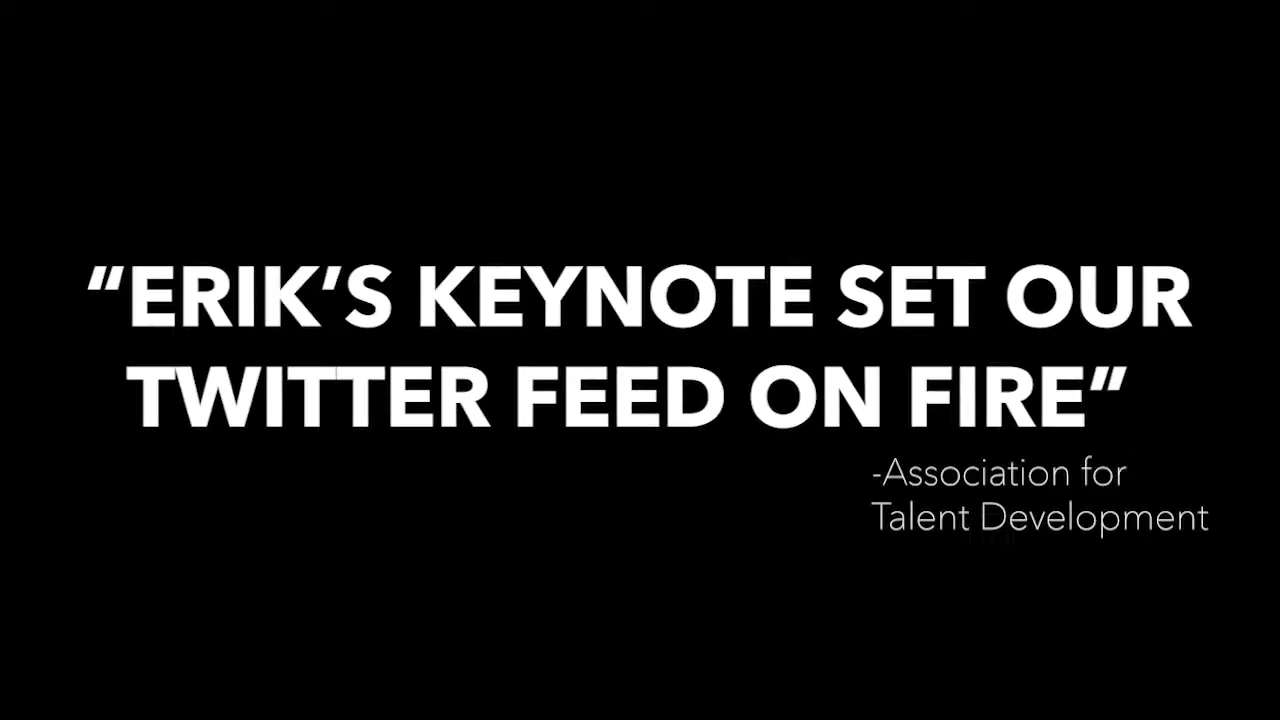 “ERIK’S KEYNOTE SET OUR
TWITTER FEED ON FIRE”
-Association for
Talent Development